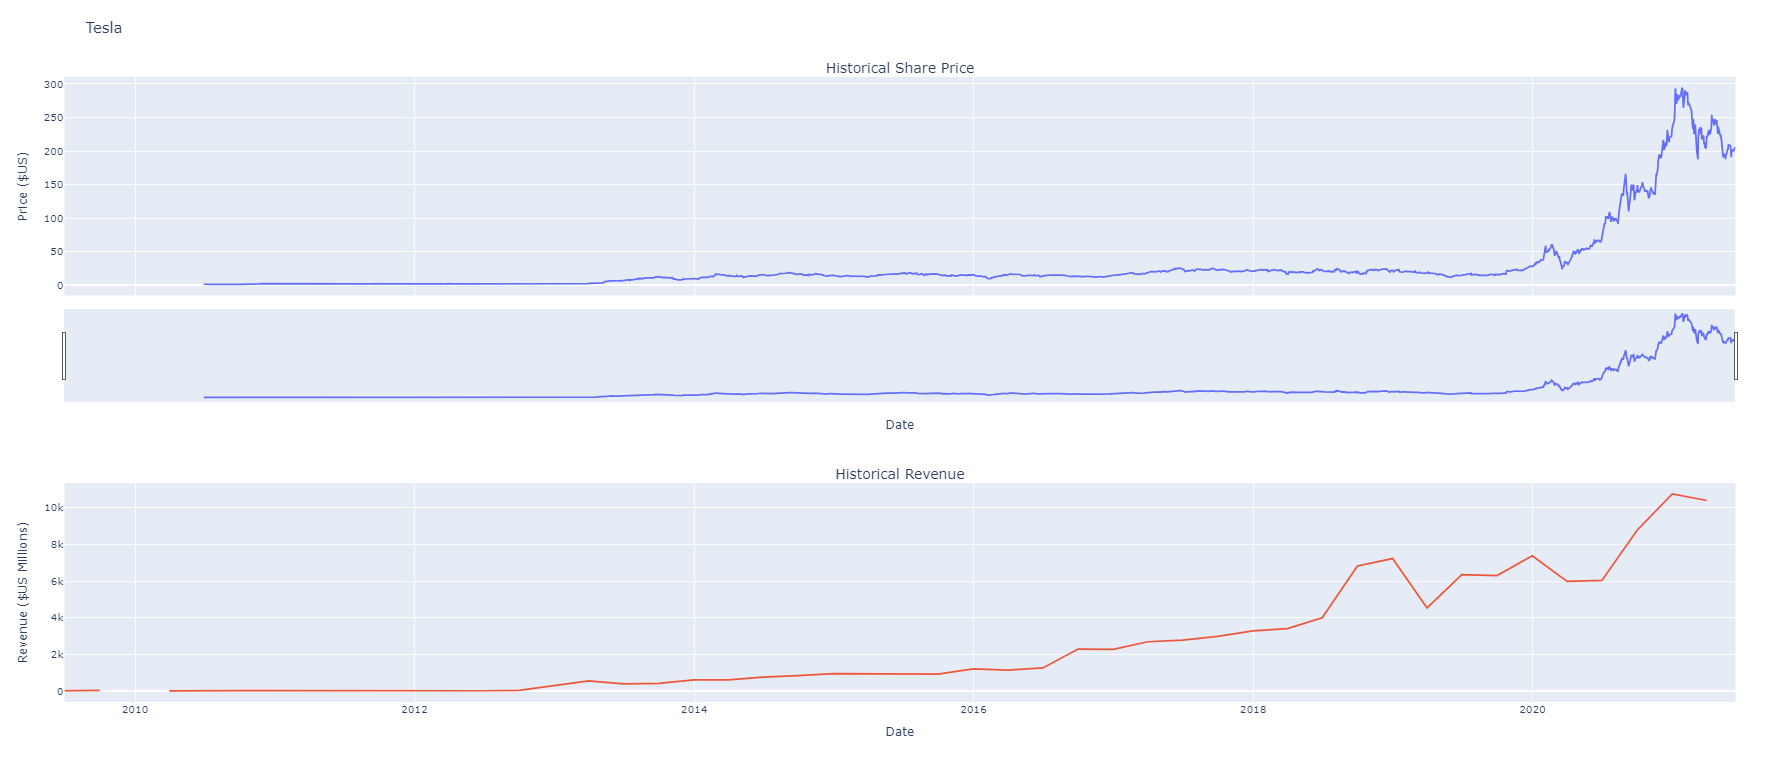 Tesla
Historical Share Price
Price ($US)
300
250
200
150
100
50
0
Date
Historical Revenue
Revenue ($US Millions)
10k
8k
6k
4k
2k
0
2010 2012 2014 2016 2018 2020
Date